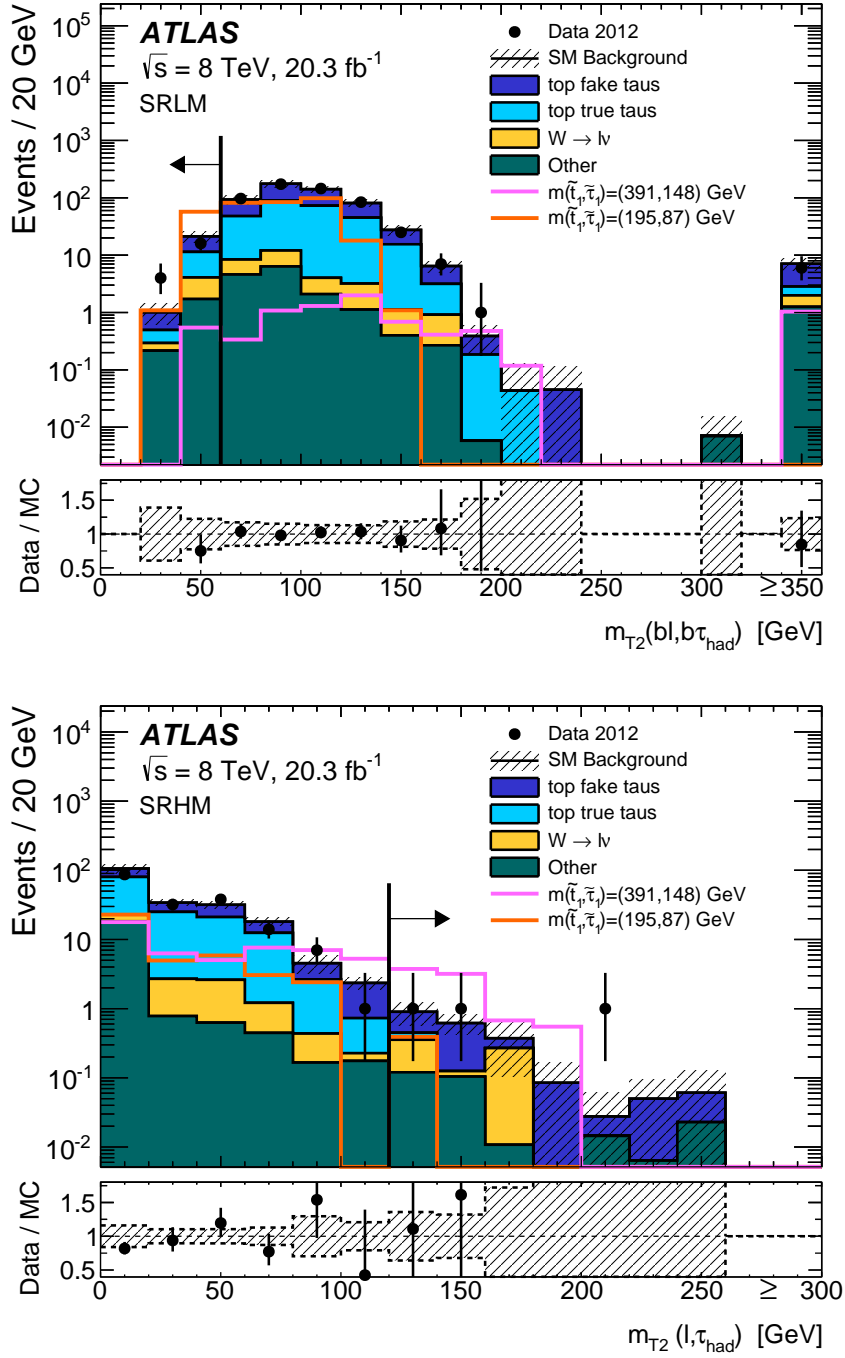 ATLAS
√s = 8 TeV, 20.3 fb⁻¹
SRLM
Data 2012
SM Background
top fake taus
top true taus
W → lν
Other
m(t̃₁,τ̃₁)=(391,148) GeV
m(t̃₁,τ̃₁)=(195,87) GeV
Events / 20 GeV
10⁵
10⁴
10³
10²
10
1
10⁻¹
10⁻²
Data / MC
1.5
1
0.5
0 50 100 150 200 250 300 ≥ 350
m_T2(bl,bτ_had) [GeV]
ATLAS
√s = 8 TeV, 20.3 fb⁻¹
SRHM
Data 2012
SM Background
top fake taus
top true taus
W → lν
Other
m(t̃₁,τ̃₁)=(391,148) GeV
m(t̃₁,τ̃₁)=(195,87) GeV
Events / 20 GeV
10⁴
10³
10²
10
1
10⁻¹
10⁻²
Data / MC
1.5
1
0.5
0 50 100 150 200 250 ≥ 300
m_T2 (l,τ_had) [GeV]